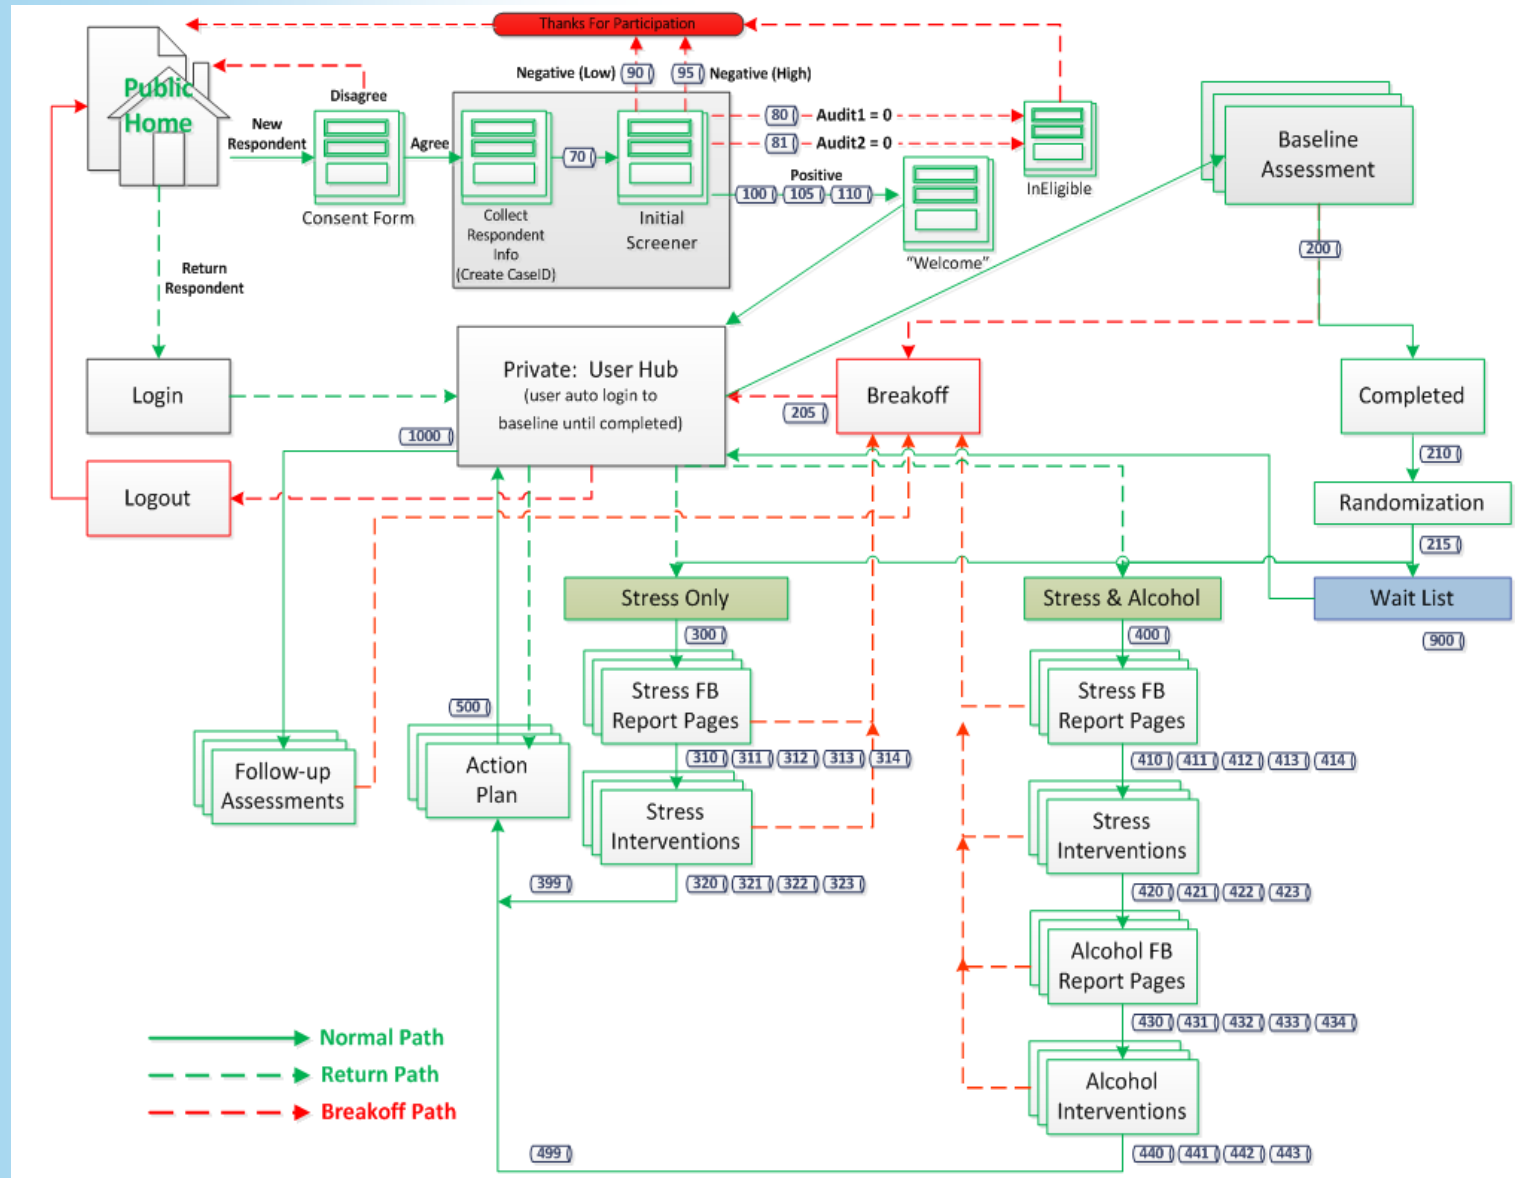 Thanks For Participation
Negative (Low)
90
95
Negative (High)
Public
Home
Disagree
New
Respondent
Agree
70
80
Audit1 = 0
81
Audit2 = 0
Positive
100
105
110
Consent Form
Collect
Respondent
Info
(Create CaseID)
Initial
Screener
"Welcome"
InEligible
Baseline
Assessment
200
Return
Respondent
Login
Private: User Hub
(user auto login to
baseline until completed)
205
Breakoff
Completed
1000
210
Logout
Randomization
215
Stress Only
Stress & Alcohol
Wait List
300
400
900
Stress FB
Report Pages
Stress FB
Report Pages
500
310
311
312
313
314
410
411
412
413
414
Follow-up
Assessments
Action
Plan
Stress
Interventions
Stress
Interventions
399
320
321
322
323
420
421
422
423
Alcohol FB
Report Pages
430
431
432
433
434
Normal Path
Return Path
Breakoff Path
Alcohol
Interventions
499
440
441
442
443